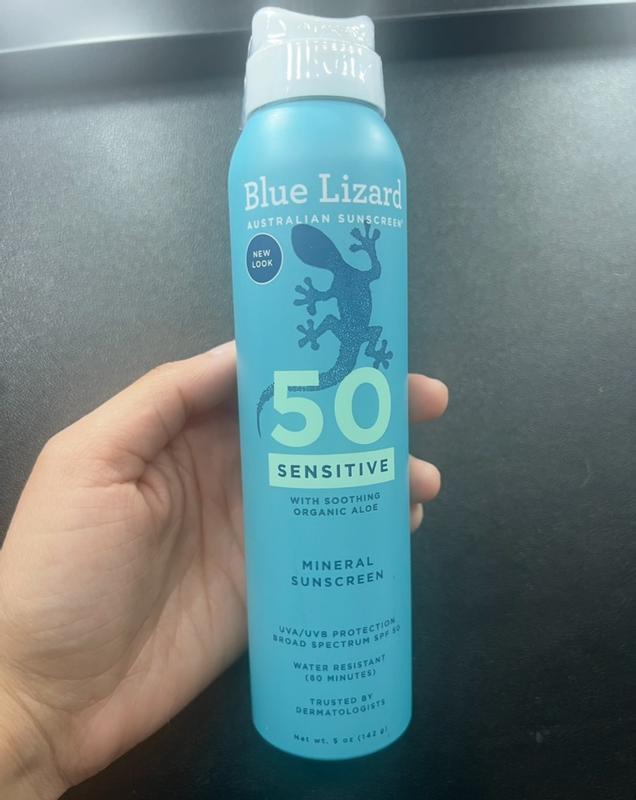 Blue Lizard
AUSTRALIAN SUNSCREEN®
NEW
LOOK
50
SENSITIVE
WITH SOOTHING
ORGANIC ALOE
MINERAL
SUNSCREEN
UVA/UVB PROTECTION
BROAD SPECTRUM SPF 50
WATER RESISTANT
(80 MINUTES)
TRUSTED BY
DERMATOLOGISTS
Net wt. 5 oz (142 g)